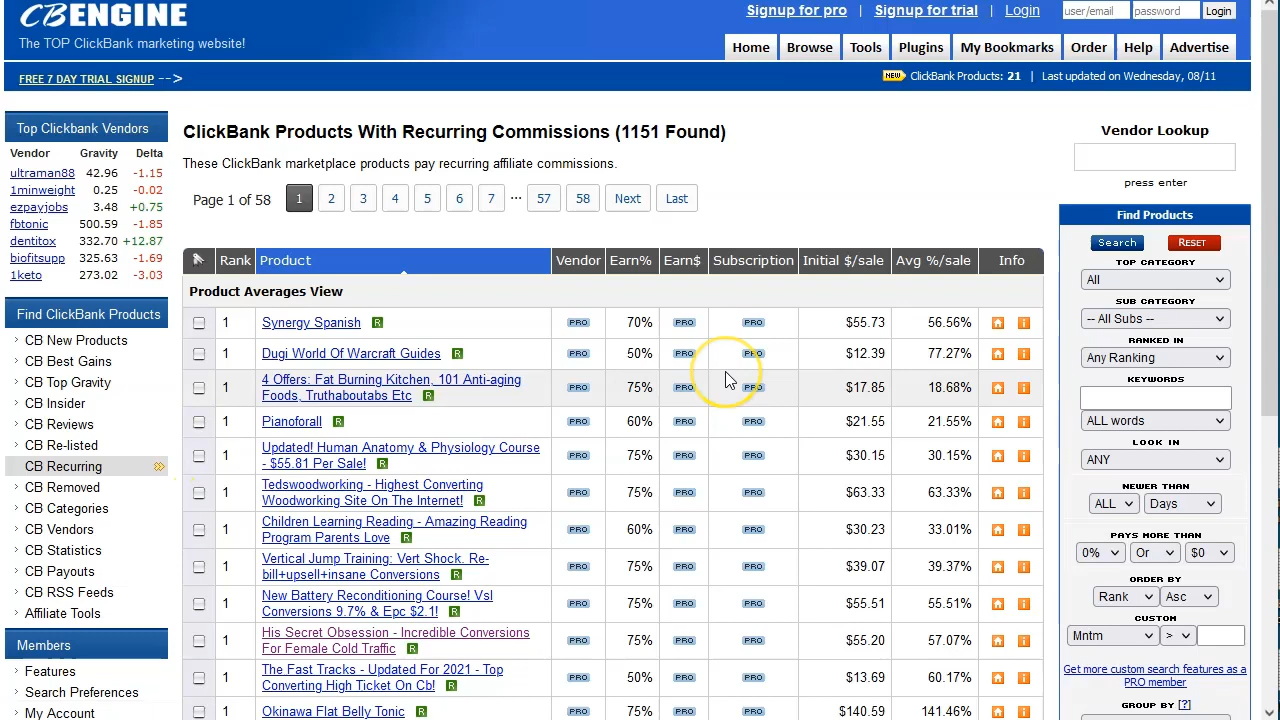 CBENGINE
The TOP ClickBank marketing website!
Signup for pro | Signup for trial | Login user/email password Login
Home Browse Tools Plugins My Bookmarks Order Help Advertise
FREE 7 DAY TRIAL SIGNUP -->
NEW ClickBank Products: 21 | Last updated on Wednesday, 08/11
Top Clickbank Vendors
Vendor Gravity Delta
ultraman88 42.96 -1.15
1minweight 0.25 -0.02
ezpayjobs 3.48 +0.75
fbtonic 500.59 -1.85
dentitox 332.70 +12.87
biofitsupp 325.63 -1.69
1keto 273.02 -3.03
Find ClickBank Products
CB New Products
CB Best Gains
CB Top Gravity
CB Insider
CB Reviews
CB Re-listed
CB Recurring
CB Removed
CB Categories
CB Vendors
CB Statistics
CB Payouts
CB RSS Feeds
Affiliate Tools
Members
Features
Search Preferences
My Account
ClickBank Products With Recurring Commissions (1151 Found)
These ClickBank marketplace products pay recurring affiliate commissions.
Page 1 of 58 1 2 3 4 5 6 7 ... 57 58 Next Last
Rank Product Vendor Earn% Earn$ Subscription Initial $/sale Avg %/sale Info
Product Averages View
1 Synergy Spanish R PRO 70% PRO PRO $55.73 56.56%
1 Dugi World Of Warcraft Guides R PRO 50% PRO PRO $12.39 77.27%
1 4 Offers: Fat Burning Kitchen, 101 Anti-aging
Foods, Truthaboutabs Etc R PRO 75% PRO PRO $17.85 18.68%
1 Pianoforall R PRO 60% PRO PRO $21.55 21.55%
1 Updated! Human Anatomy & Physiology Course
- $55.81 Per Sale! R PRO 75% PRO PRO $30.15 30.15%
1 Tedswoodworking - Highest Converting
Woodworking Site On The Internet! R PRO 75% PRO PRO $63.33 63.33%
1 Children Learning Reading - Amazing Reading
Program Parents Love R PRO 60% PRO PRO $30.23 33.01%
1 Vertical Jump Training: Vert Shock. Re-
bill+upsell+insane Conversions R PRO 75% PRO PRO $39.07 39.37%
1 New Battery Reconditioning Course! Vsl
Conversions 9.7% & Epc $2.1! R PRO 75% PRO PRO $55.51 55.51%
1 His Secret Obsession - Incredible Conversions
For Female Cold Traffic R PRO 75% PRO PRO $55.20 57.07%
1 The Fast Tracks - Updated For 2021 - Top
Converting High Ticket On Cb! R PRO 50% PRO PRO $13.69 60.17%
1 Okinawa Flat Belly Tonic R PRO 75% PRO PRO $140.59 141.46%
Vendor Lookup
press enter
Find Products
Search RESET
TOP CATEGORY
All
SUB CATEGORY
-- All Subs --
RANKED IN
Any Ranking
KEYWORDS
ALL words
LOOK IN
ANY
NEWER THAN
ALL Days
PAYS MORE THAN
0% Or $0
ORDER BY
Rank Asc
CUSTOM
Mntm >
Get more custom search features as a
PRO member
GROUP BY [?]